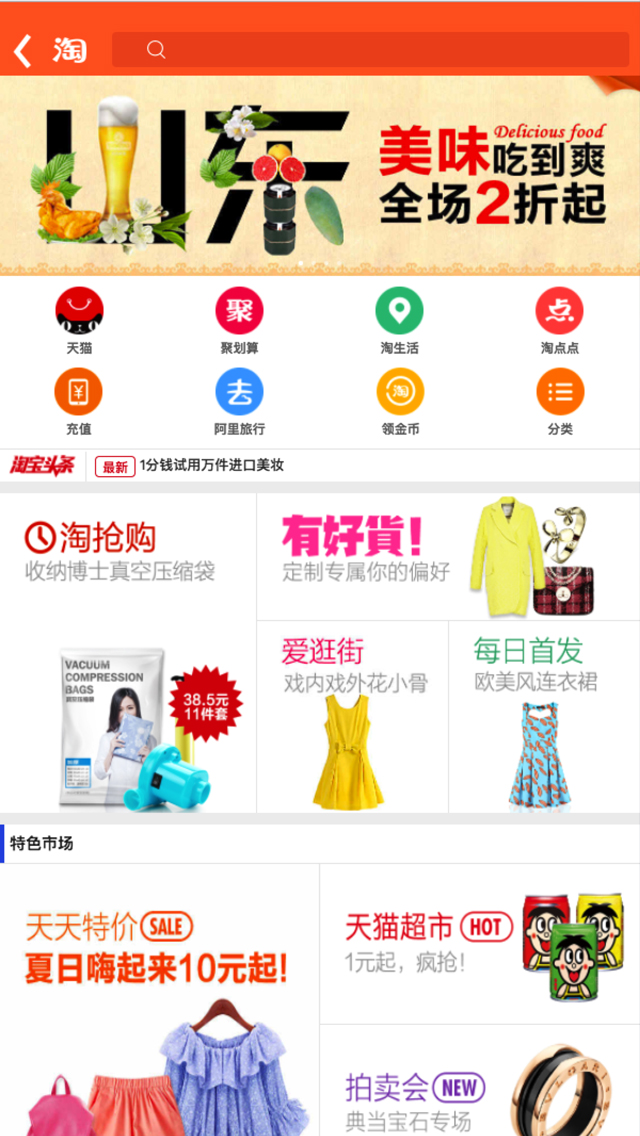 淘
山东
Delicious food
美味吃到爽
全场2折起
天猫
聚
聚划算
淘生活
点
淘点点
¥
充值
去
阿里旅行
淘
领金币
分类
淘宝头条
最新
1分钱试用万件进口美妆
淘抢购
收纳博士真空压缩袋
VACUUM
COMPRESSION
BAGS
38.5元
11件套
有好貨!
定制专属你的偏好
爱逛街
戏内戏外花小骨
每日首发
欧美风连衣裙
特色市场
天天特价 SALE
夏日嗨起来10元起!
天猫超市 HOT
1元起,疯抢!
拍卖会 NEW
典当宝石专场